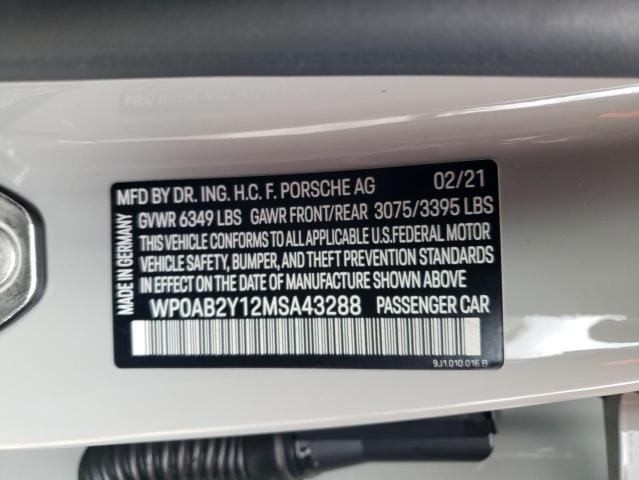 MFD BY DR. ING. H.C. F. PORSCHE AG 02/21
GVWR 6349 LBS GAWR FRONT/REAR 3075/3395 LBS
THIS VEHICLE CONFORMS TO ALL APPLICABLE U.S.FEDERAL MOTOR
VEHICLE SAFETY, BUMPER, AND THEFT PREVENTION STANDARDS
IN EFFECT ON THE DATE OF MANUFACTURE SHOWN ABOVE
WP0AB2Y12MSA43288 PASSENGER CAR
9J1.010.016 B
MADE IN GERMANY